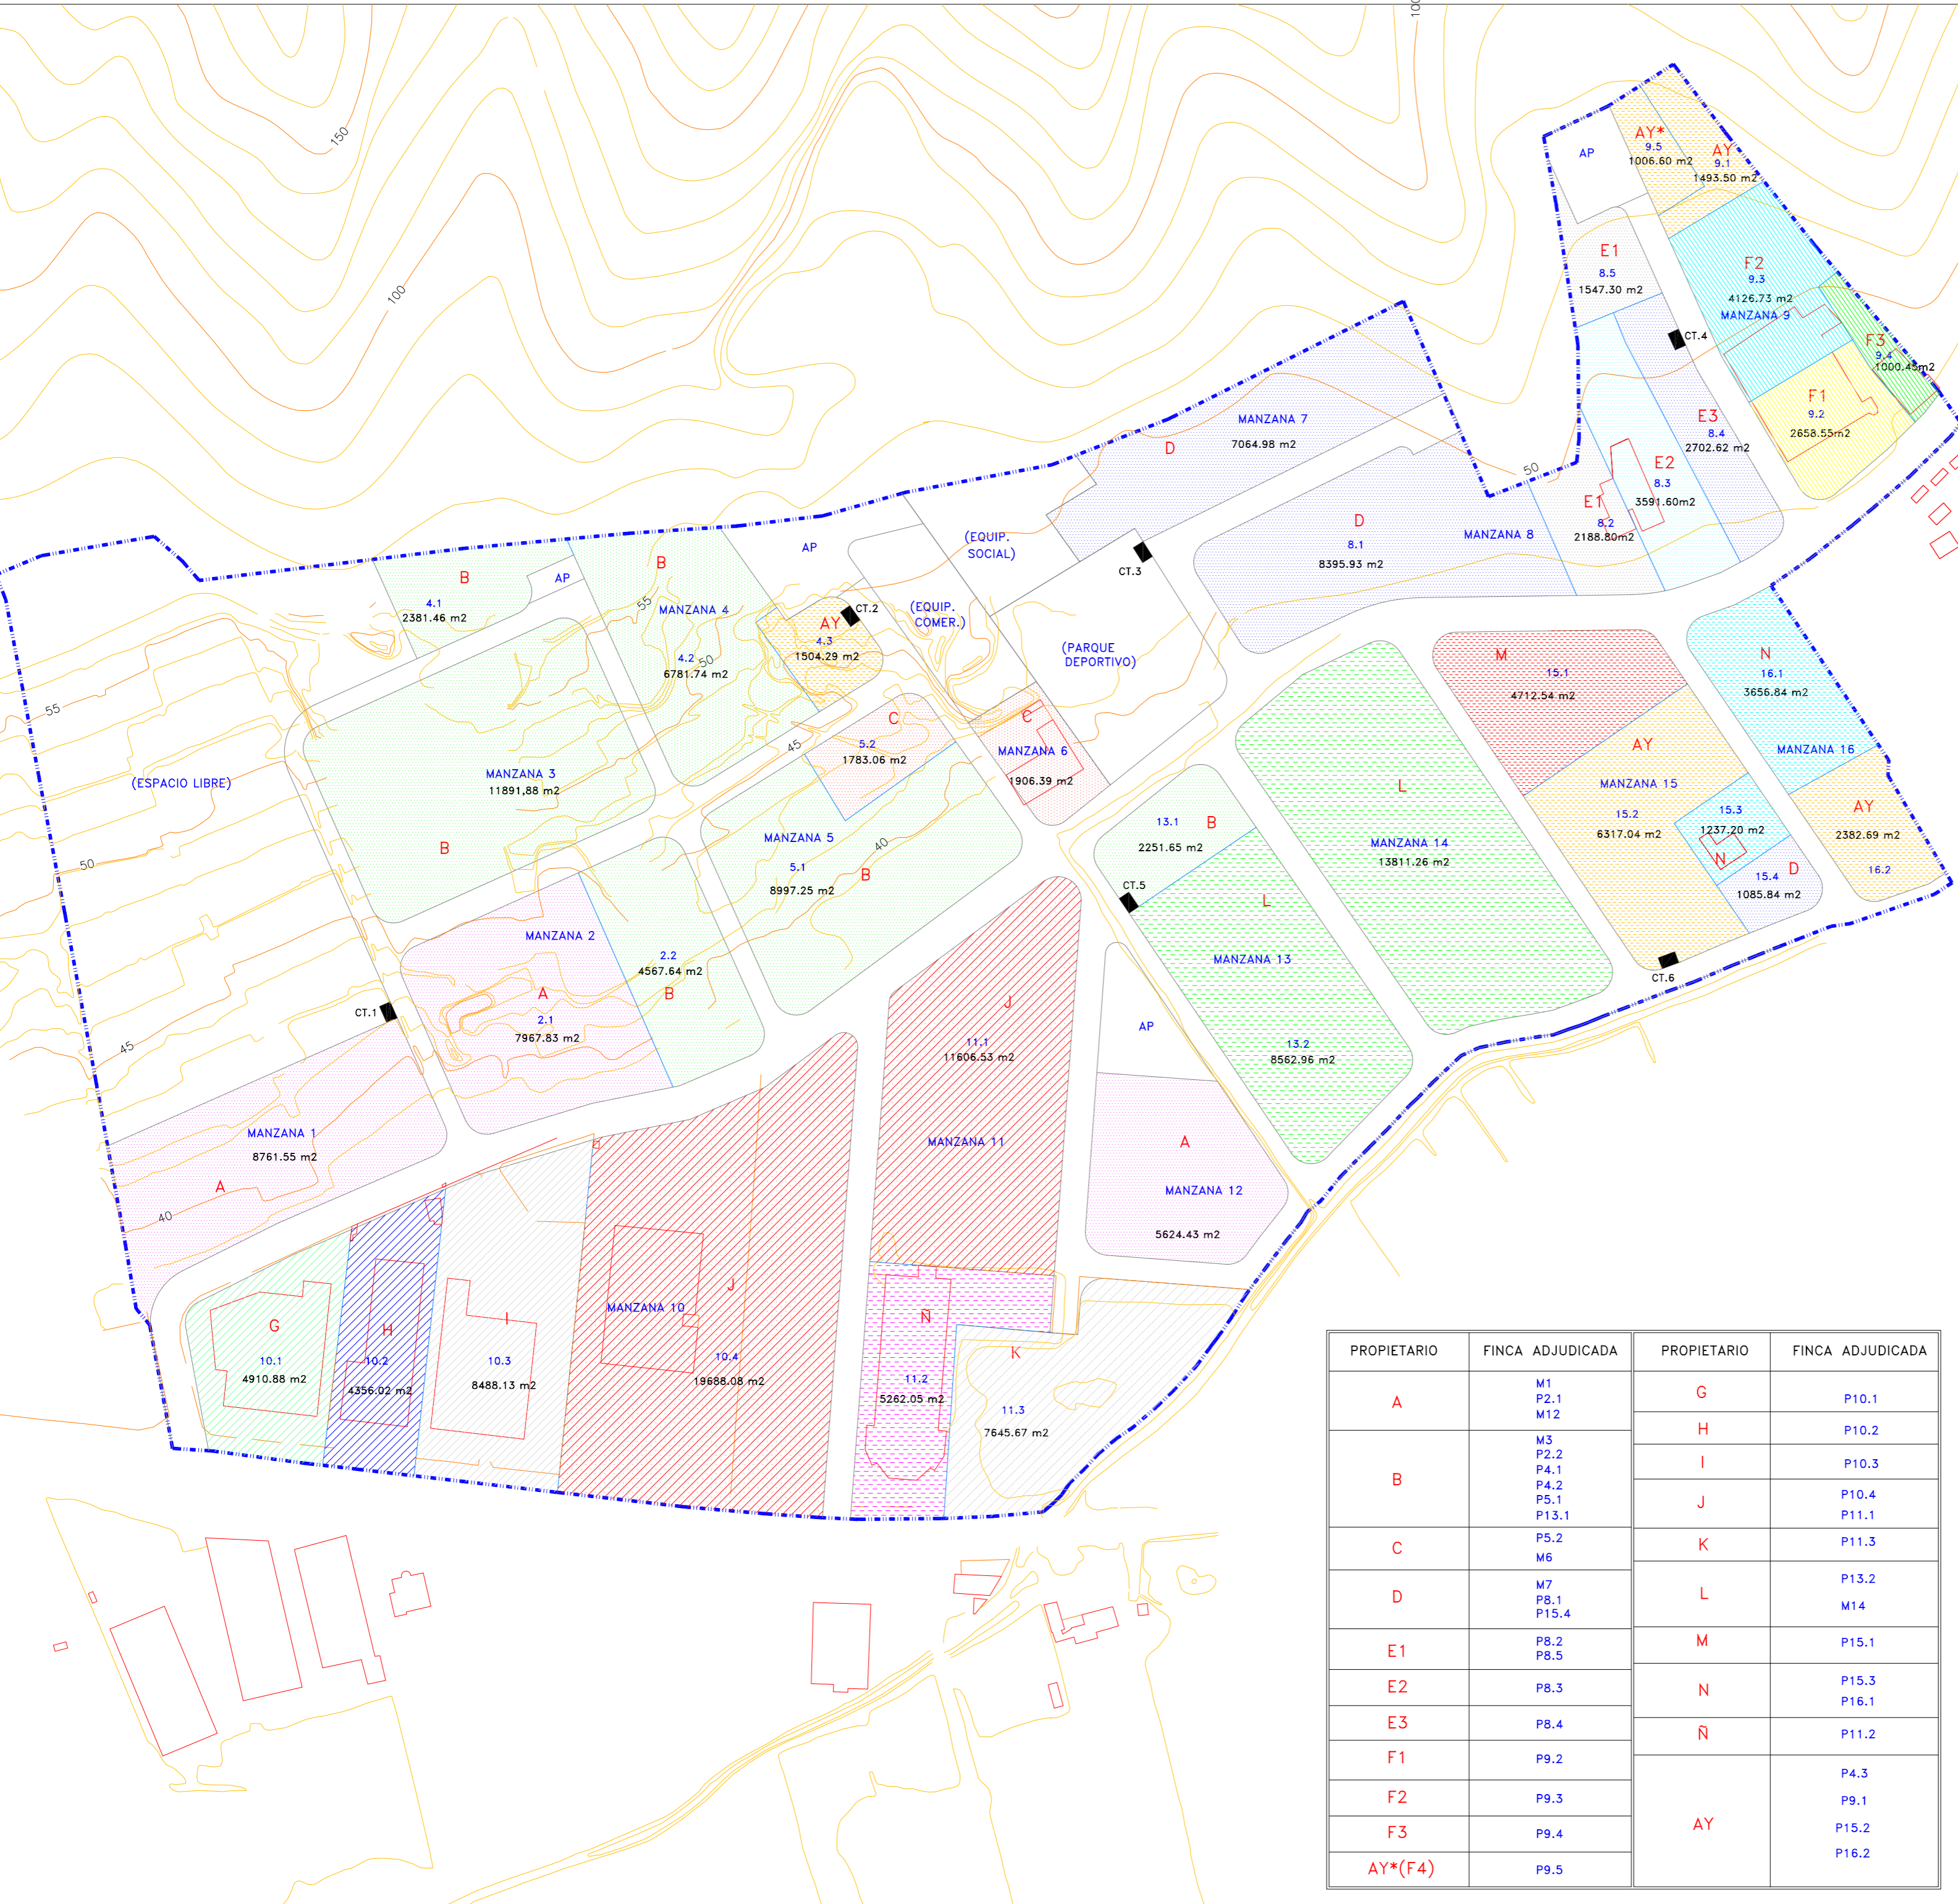 100
150
100
AP
AY*
9.5
1006.60 m2
AY
9.1
1493.50 m2
E1
8.5
1547.30 m2
F2
9.3
4126.73 m2
MANZANA 9
CT.4
F3
9.4
1000.45m2
F1
9.2
2658.55m2
E3
8.4
2702.62 m2
E2
8.3
3591.60m2
E1
8.2
2188.80m2
50
MANZANA 7
7064.98 m2
D
D
8.1
8395.93 m2
MANZANA 8
(EQUIP.
SOCIAL)
CT.3
AP
(EQUIP.
COMER.)
(PARQUE
DEPORTIVO)
B
4.1
2381.46 m2
AP
B
55
MANZANA 4
4.2
6781.74 m2
50
AY
4.3
1504.29 m2
CT.2
55
(ESPACIO LIBRE)
50
45
MANZANA 3
11891,88 m2
B
45
C
5.2
1783.06 m2
MANZANA 5
5.1
8997.25 m2
B
40
C
MANZANA 6
1906.39 m2
M
15.1
4712.54 m2
N
16.1
3656.84 m2
MANZANA 16
AY
MANZANA 15
15.2
6317.04 m2
15.3
1237.20 m2
N
15.4
D
1085.84 m2
AY
2382.69 m2
16.2
CT.6
L
MANZANA 14
13811.26 m2
13.1
B
2251.65 m2
CT.5
L
MANZANA 13
13.2
8562.96 m2
MANZANA 2
A
2.1
7967.83 m2
2.2
4567.64 m2
B
CT.1
J
11.1
11606.53 m2
MANZANA 11
AP
A
MANZANA 12
5624.43 m2
MANZANA 1
8761.55 m2
A
40
G
10.1
4910.88 m2
H
10.2
4356.02 m2
I
10.3
8488.13 m2
MANZANA 10
J
10.4
19688.08 m2
Ñ
11.2
5262.05 m2
K
11.3
7645.67 m2
PROPIETARIO FINCA ADJUDICADA PROPIETARIO FINCA ADJUDICADA
A
M1
P2.1
M12
B
M3
P2.2
P4.1
P4.2
P5.1
P13.1
C
P5.2
M6
D
M7
P8.1
P15.4
E1
P8.2
P8.5
E2 P8.3
E3 P8.4
F1 P9.2
F2 P9.3
F3 P9.4
AY*(F4) P9.5
G P10.1
H P10.2
I P10.3
J
P10.4
P11.1
K P11.3
L
P13.2
M14
M P15.1
N
P15.3
P16.1
Ñ P11.2
AY
P4.3
P9.1
P15.2
P16.2